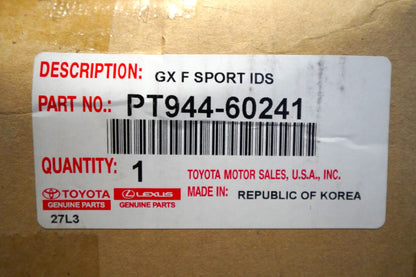 DESCRIPTION: GX F SPORT IDS
PART NO.: PT944-60241
QUANTITY: 1
TOYOTA MOTOR SALES, U.S.A., INC.
TOYOTA LEXUS MADE IN: REPUBLIC OF KOREA
GENUINE PARTS GENUINE PARTS
27L3